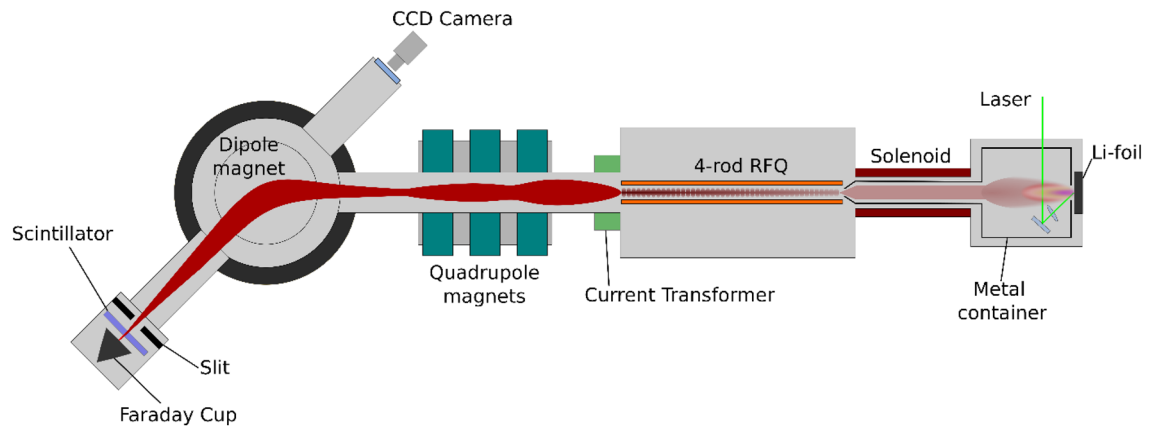 CCD Camera
Laser
Dipole
magnet
4-rod RFQ
Solenoid
Li-foil
Scintillator
Quadrupole
magnets
Current Transformer
Metal
container
Slit
Faraday Cup